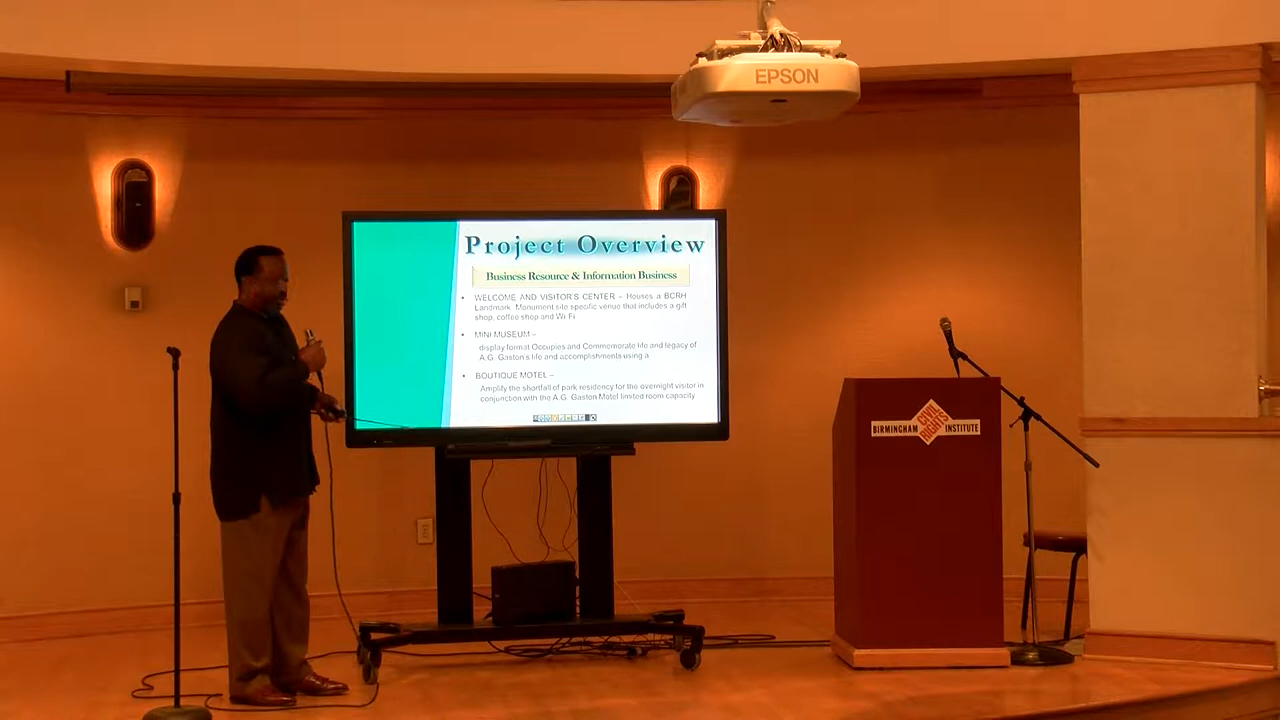 EPSON
Project Overview
Business Resource & Information Business
• WELCOME AND VISITOR'S CENTER – Houses a BCRH
Landmark Monument site specific venue that includes a gift
shop, coffee shop and Wi Fi
• MINI MUSEUM –
display format Occupies and Commemorate life and legacy of
A.G. Gaston's life and accomplishments using a
• BOUTIQUE MOTEL –
Amplify the shortfall of park residency for the overnight visitor in
conjunction with the A.G. Gaston Motel limited room capacity
BIRMINGHAM CIVIL RIGHTS INSTITUTE